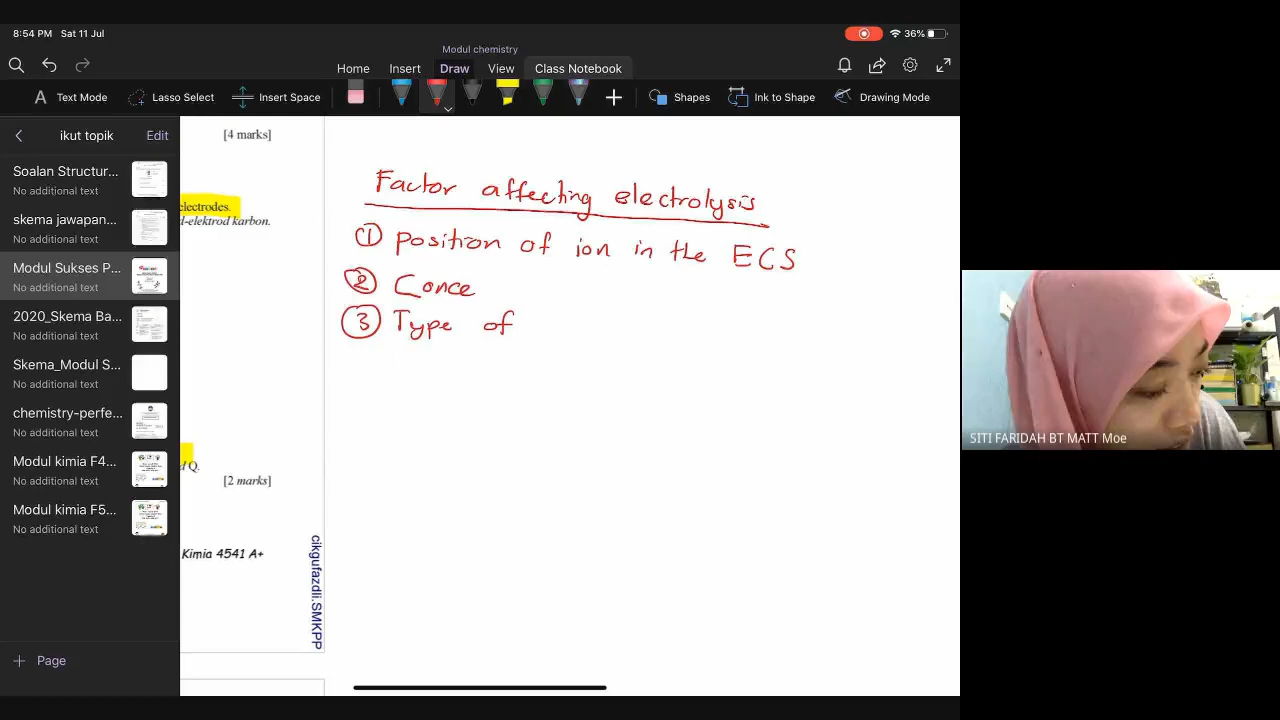 8:54 PM Sat 11 Jul
36%
Modul chemistry
Home Insert Draw View Class Notebook
Text Mode Lasso Select Insert Space Shapes Ink to Shape Drawing Mode
ikut topik Edit
Soalan Structur...
No additional text
skema jawapan...
No additional text
Modul Sukses P...
No additional text
2020_Skema Ba...
No additional text
Skema_Modul S...
No additional text
chemistry-perfe...
No additional text
Modul kimia F4...
No additional text
Modul kimia F5...
No additional text
+ Page
[4 marks]
electrodes.
d-elektrod karbon.
d Q.
[2 marks]
Kimia 4541 A+
cikgufazdli.SMKPP
Factor affecting electrolysis
① position of ion in the ECS
② Conce
③ Type of
SITI FARIDAH BT MATT Moe